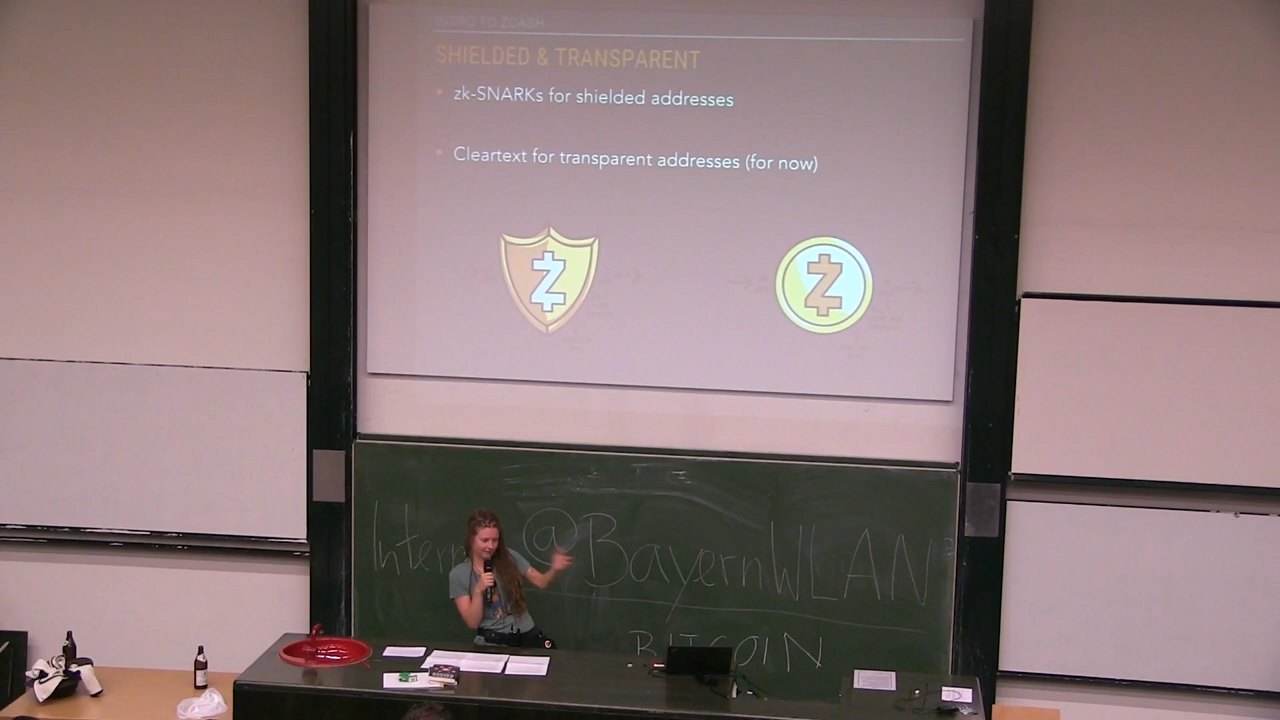 INTRO TO ZCASH
SHIELDED & TRANSPARENT
zk-SNARKs for shielded addresses
Cleartext for transparent addresses (for now)
@BayernWLAN
BITCOIN